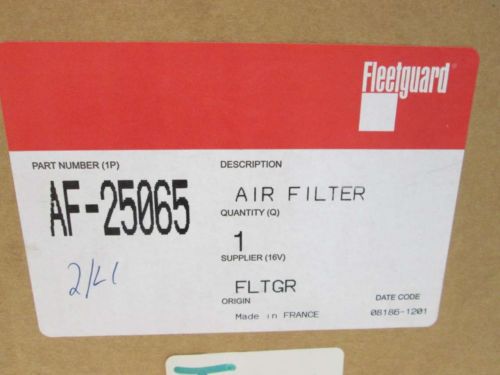 Fleetguard®
PART NUMBER (1P)
AF-25065
DESCRIPTION
AIR FILTER
QUANTITY (Q)
1
SUPPLIER (16V)
FLTGR
ORIGIN
Made in FRANCE
DATE CODE
08186-1201